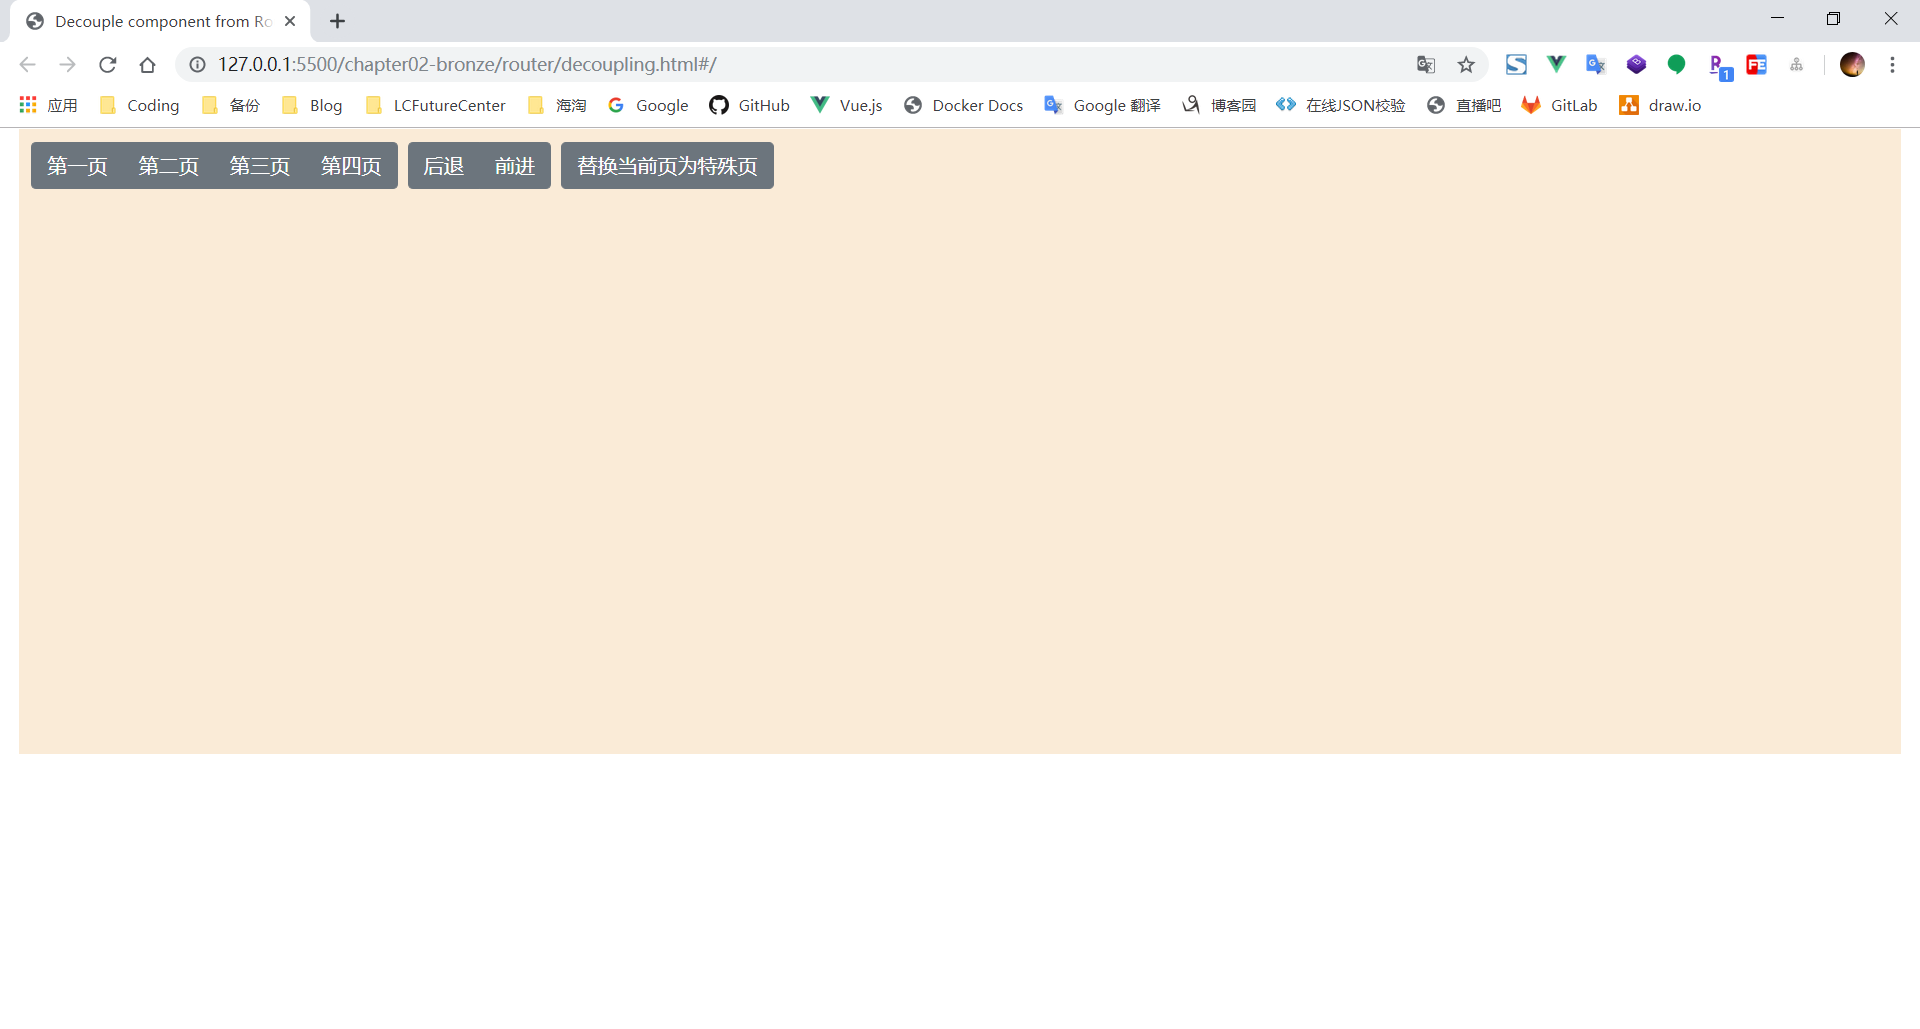 Decouple component from Ro
127.0.0.1:5500/chapter02-bronze/router/decoupling.html#/
1
应用 Coding 备份 Blog LCFutureCenter 海淘 Google GitHub Vue.js Docker Docs Google 翻译 博客园 在线JSON校验 直播吧 GitLab draw.io
第一页 第二页 第三页 第四页 后退 前进 替换当前页为特殊页